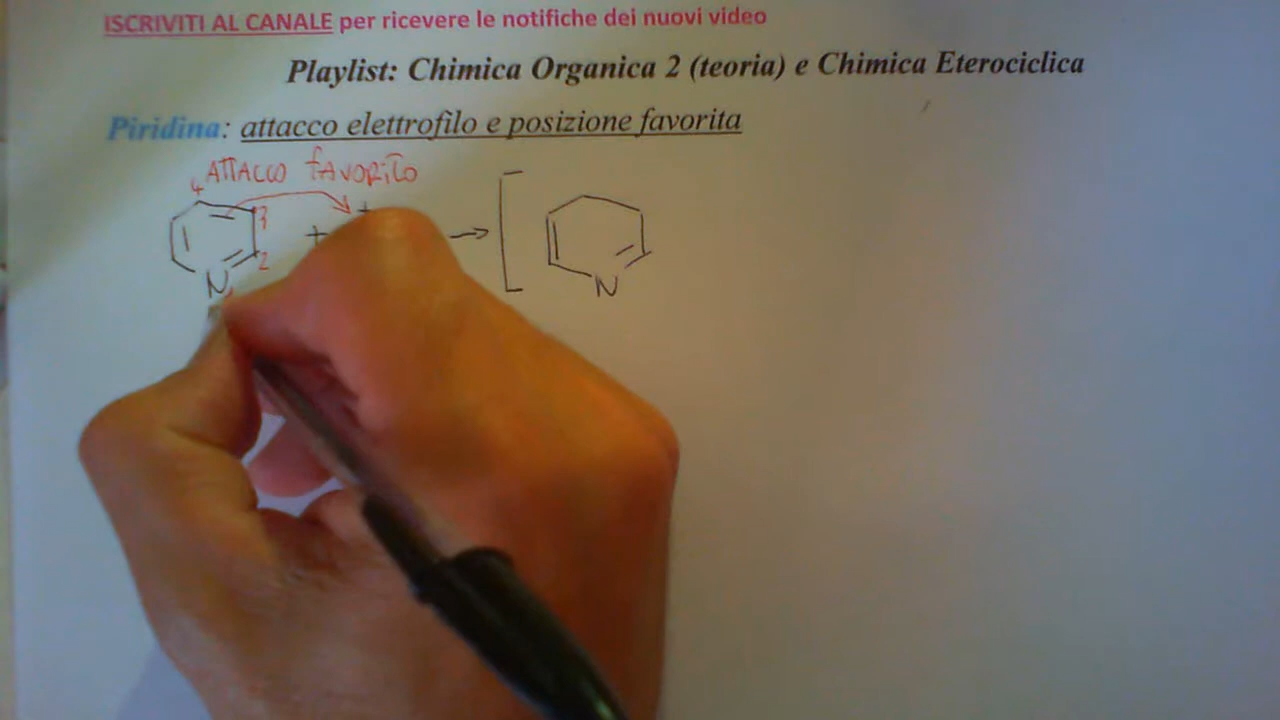 ISCRIVITI AL CANALE per ricevere le notifiche dei nuovi video
Playlist: Chimica Organica 2 (teoria) e Chimica Eterociclica
Piridina: attacco elettrofilo e posizione favorita
ATTACCO fAVORITO
4
3
+ +
2
N
N